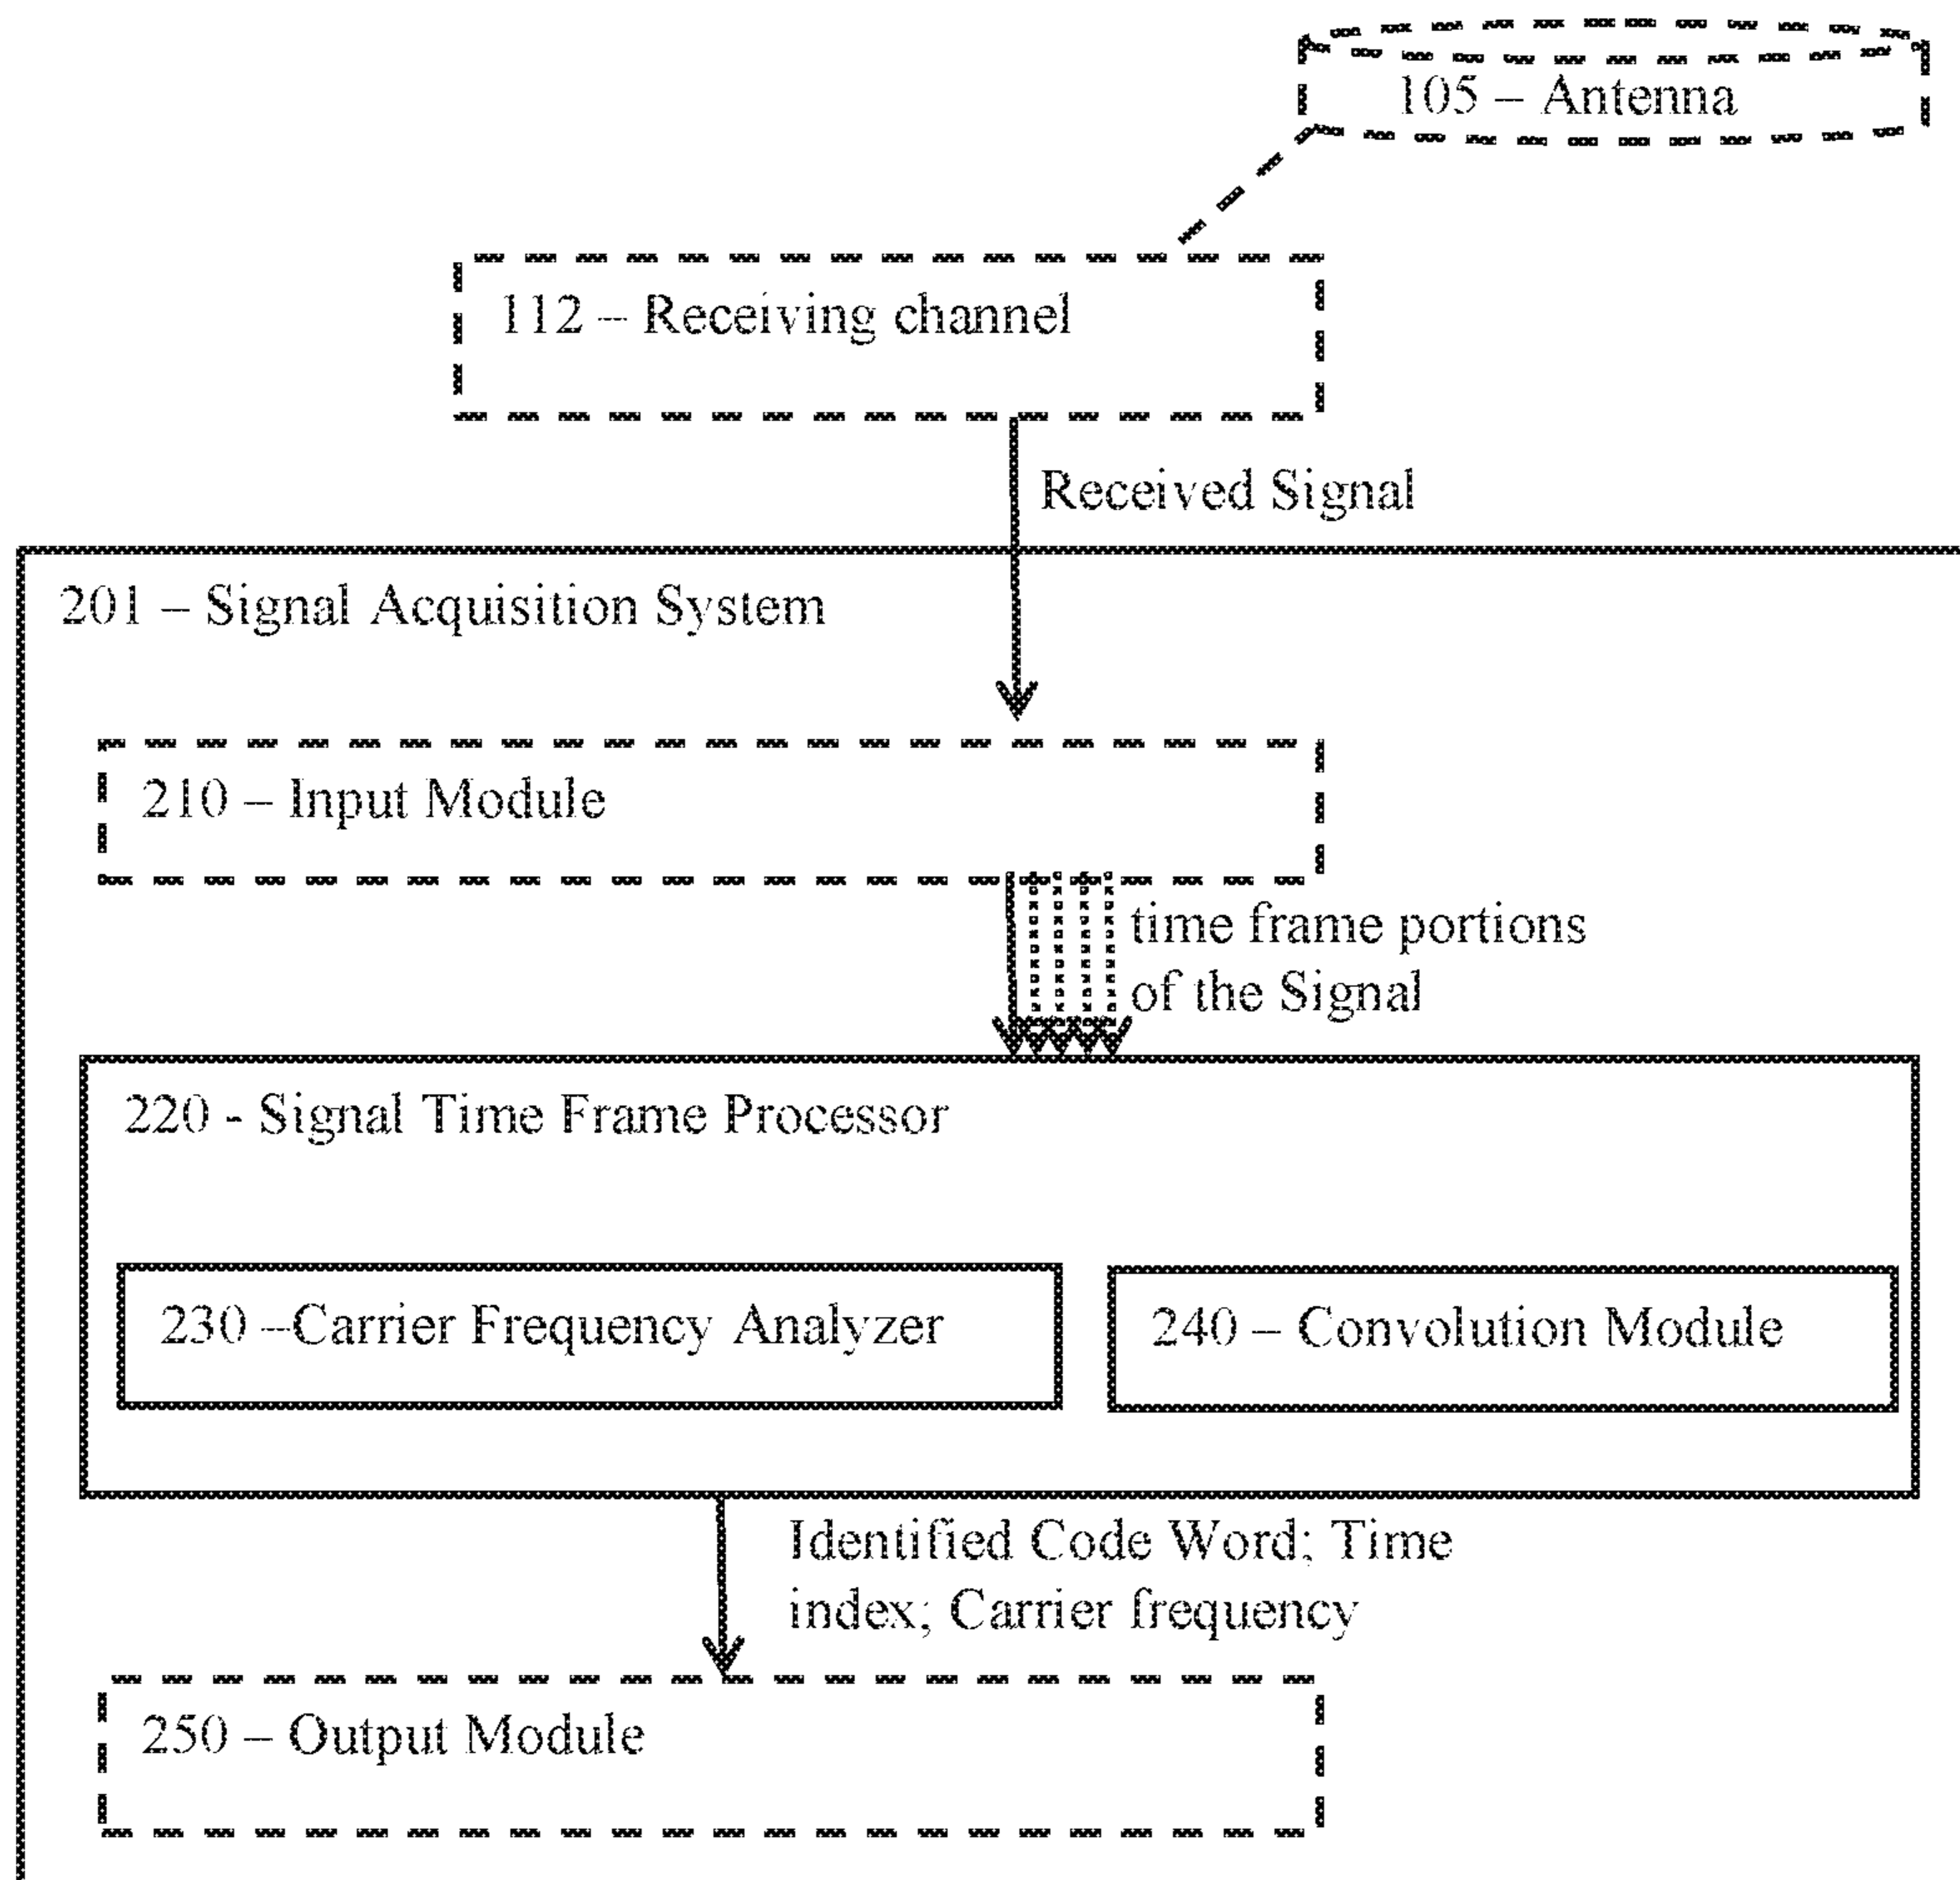 105 – Antenna
112 – Receiving channel
Received Signal
201 – Signal Acquisition System
210 – Input Module
time frame portions
of the Signal
220 - Signal Time Frame Processor
230 –Carrier Frequency Analyzer
240 – Convolution Module
Identified Code Word; Time
index; Carrier frequency
250 – Output Module